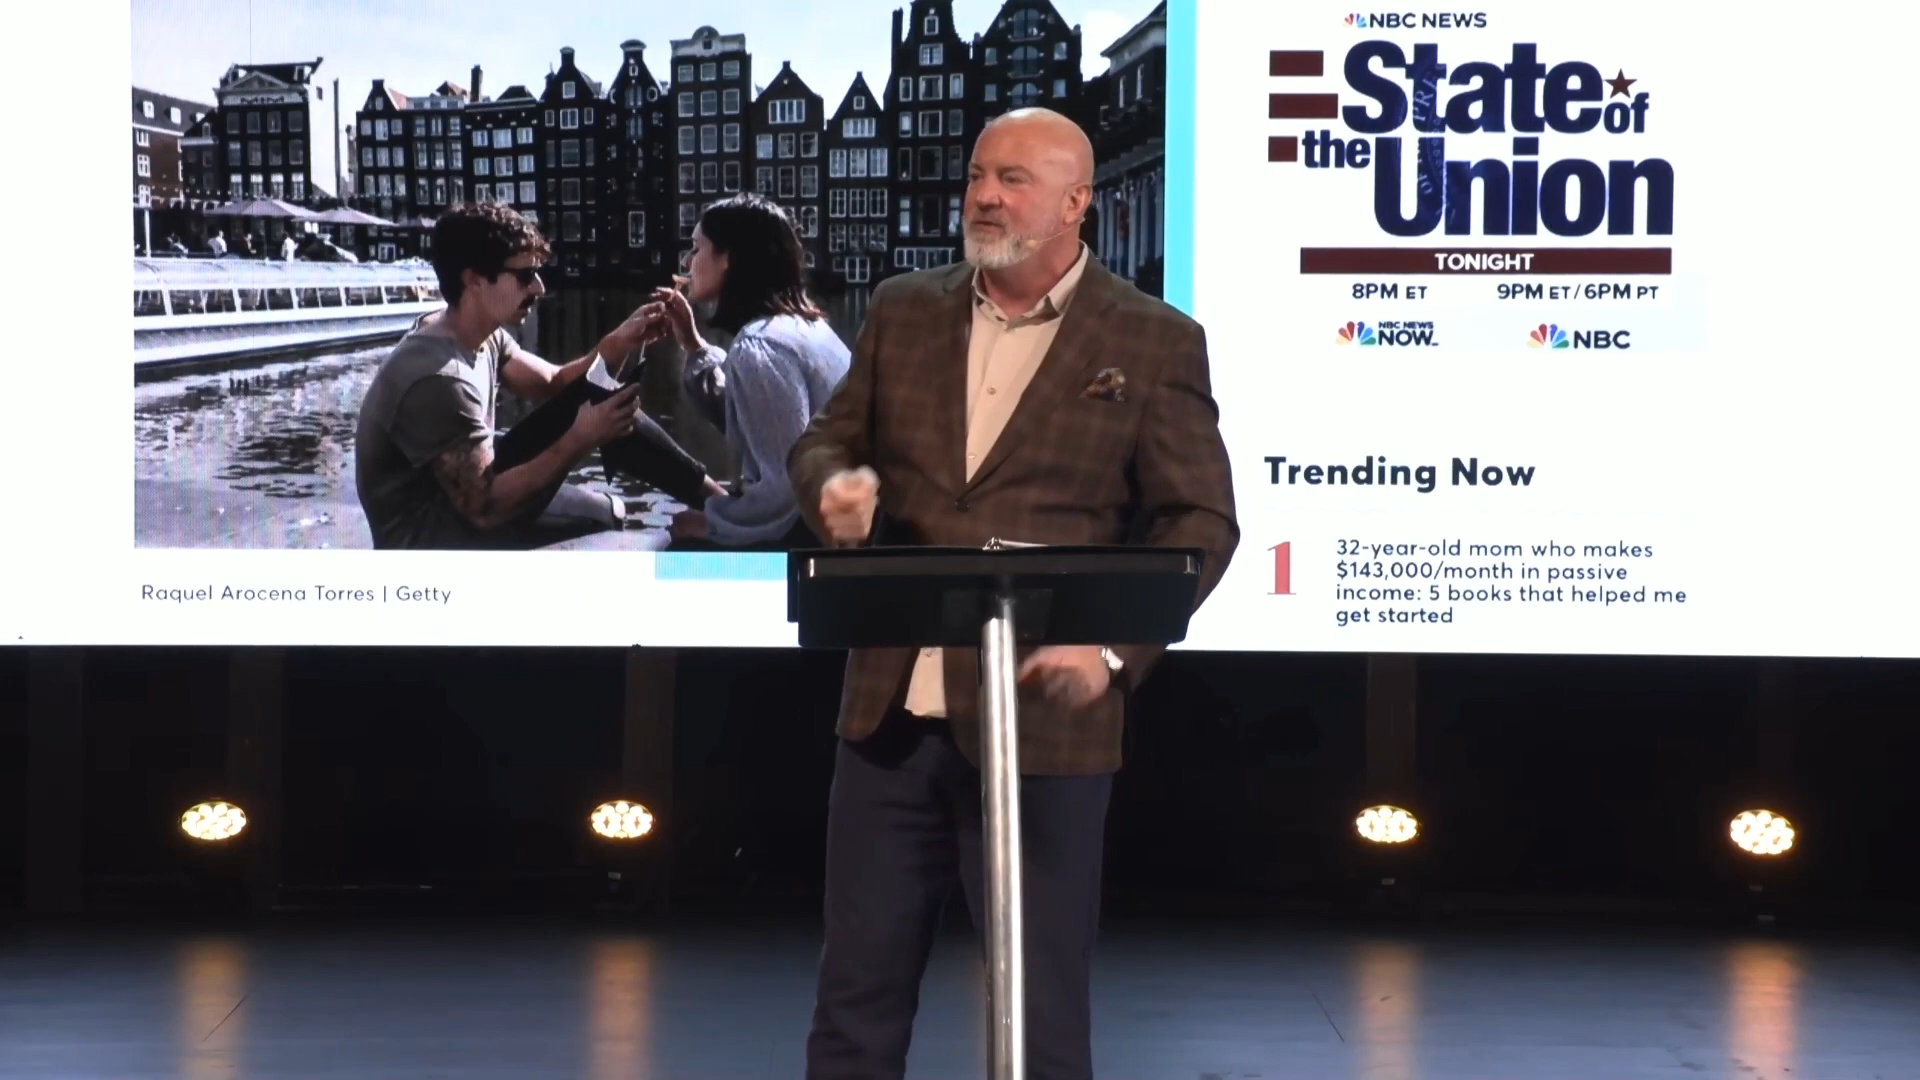 NBC NEWS
State of
the Union
TONIGHT
8PM ET
9PM ET/6PM PT
NBC NEWS
NOW
NBC
Trending Now
1
32-year-old mom who makes
$143,000/month in passive
income: 5 books that helped me
get started
Raquel Arocena Torres | Getty